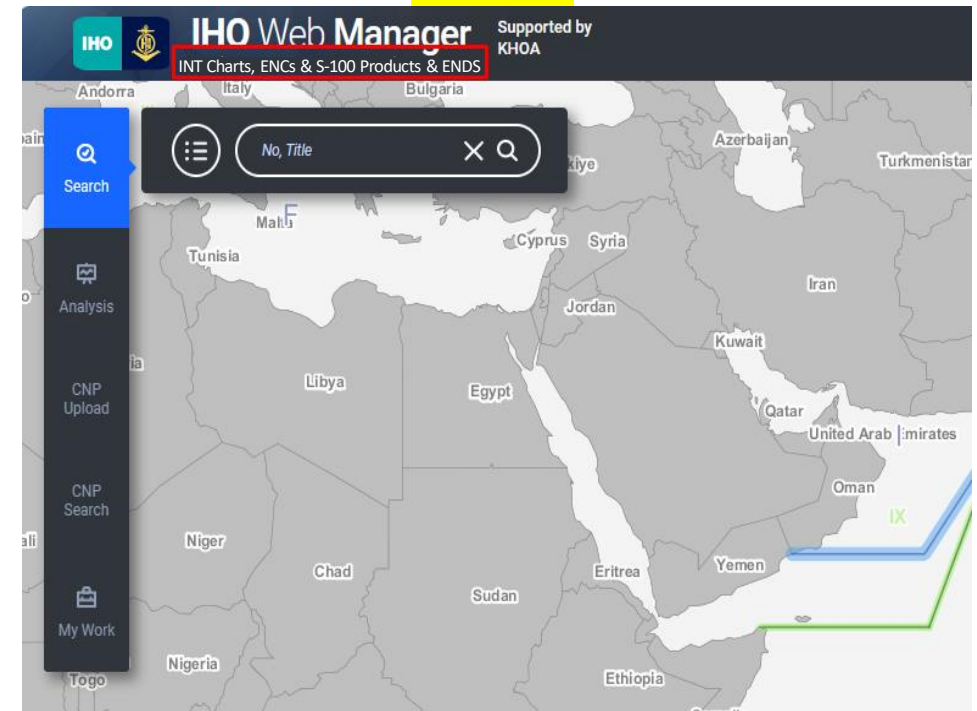 IHO
IHO Web Manager
Supported by
KHOA
INT Charts, ENCs & S-100 Products & ENDS
Andorra
Italy
Bulgaria
No, Title
Azerbaijan
Turkmenistan
Search
Malta
F
Cyprus
Syria
Tunisia
Iran
Analysis
Jordan
Kuwait
Libya
Egypt
CNP
Upload
Qatar
United Arab Emirates
I
CNP
Search
Oman
IX
Niger
Chad
Eritrea
Yemen
Sudan
My Work
Nigeria
Togo
Ethiopia